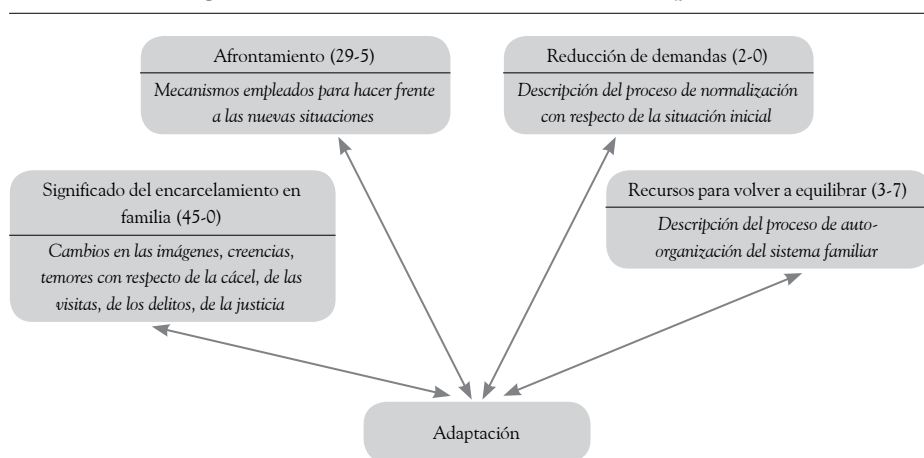 Afrontamiento (29-5)
Mecanismos empleados para hacer frente
a las nuevas situaciones
Reducción de demandas (2-0)
Descripción del proceso de normalización
con respecto de la situación inicial
Significado del encarcelamiento en
familia (45-0)
Cambios en las imágenes, creencias,
temores con respecto de la cácel, de las
visitas, de los delitos, de la justicia
Recursos para volver a equilibrar (3-7)
Descripción del proceso de auto-
organización del sistema familiar
Adaptación